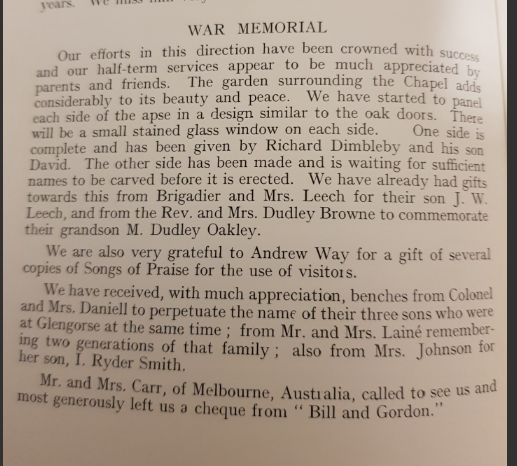 years. We miss him very
WAR MEMORIAL
Our efforts in this direction have been crowned with success
and our half-term services appear to be much appreciated by
parents and friends. The garden surrounding the Chapel adds
considerably to its beauty and peace. We have started to panel
each side of the apse in a design similar to the oak doors. There
will be a small stained glass window on each side. One side is
complete and has been given by Richard Dimbleby and his son
David. The other side has been made and is waiting for sufficient
names to be carved before it is erected. We have already had gifts
towards this from Brigadier and Mrs. Leech for their son J. W.
Leech, and from the Rev. and Mrs. Dudley Browne to commemorate
their grandson M. Dudley Oakley.
We are also very grateful to Andrew Way for a gift of several
copies of Songs of Praise for the use of visitors.
We have received, with much appreciation, benches from Colonel
and Mrs. Daniell to perpetuate the name of their three sons who were
at Glengorse at the same time ; from Mr. and Mrs. Lainé remember-
ing two generations of that family ; also from Mrs. Johnson for
her son, I. Ryder Smith.
Mr. and Mrs. Carr, of Melbourne, Australia, called to see us and
most generously left us a cheque from " Bill and Gordon."